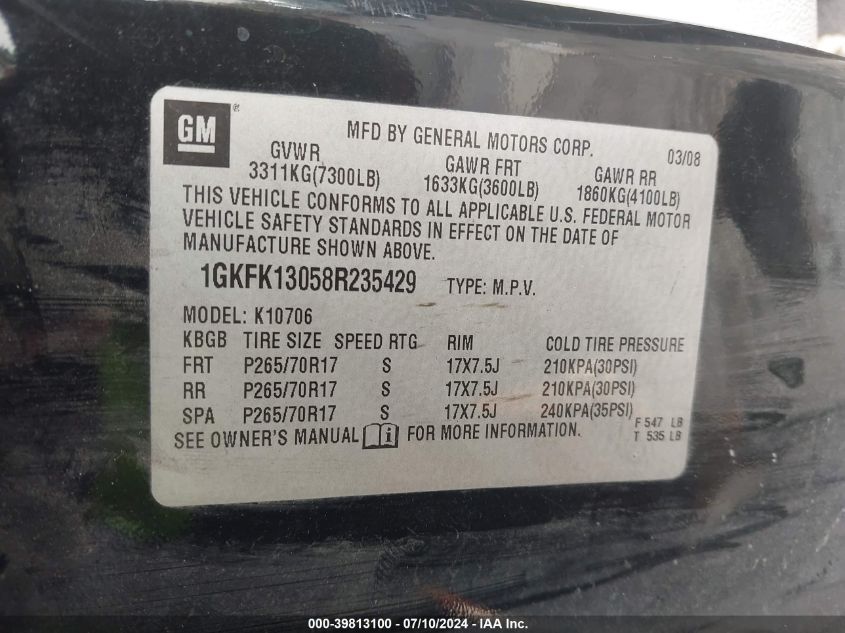 GM ®
MFD BY GENERAL MOTORS CORP. 03/08
GVWR GAWR FRT GAWR RR
3311KG(7300LB) 1633KG(3600LB) 1860KG(4100LB)
THIS VEHICLE CONFORMS TO ALL APPLICABLE U.S. FEDERAL MOTOR
VEHICLE SAFETY STANDARDS IN EFFECT ON THE DATE OF
MANUFACTURE SHOWN ABOVE.
1GKFK13058R235429 TYPE: M.P.V.
MODEL: K10706
KBGB TIRE SIZE SPEED RTG RIM COLD TIRE PRESSURE
FRT P265/70R17 S 17X7.5J 210KPA(30PSI)
RR P265/70R17 S 17X7.5J 210KPA(30PSI)
SPA P265/70R17 S 17X7.5J 240KPA(35PSI)
F 547 LB
T 535 LB
SEE OWNER'S MANUAL i FOR MORE INFORMATION.
000-39813100 - 07/10/2024 - IAA Inc.